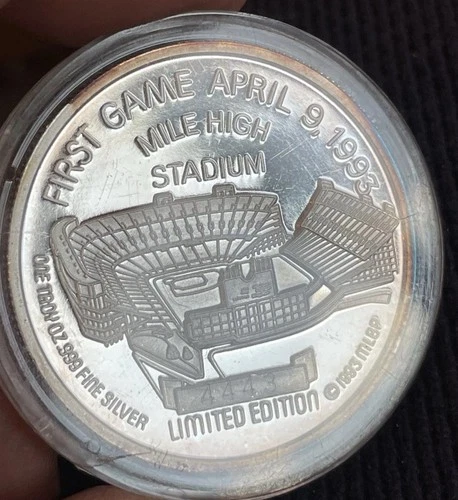 FIRST GAME APRIL 9, 1993
MILE HIGH
STADIUM
ONE TROY OZ .999 FINE SILVER
4443
LIMITED EDITION
© 1993 MLBP